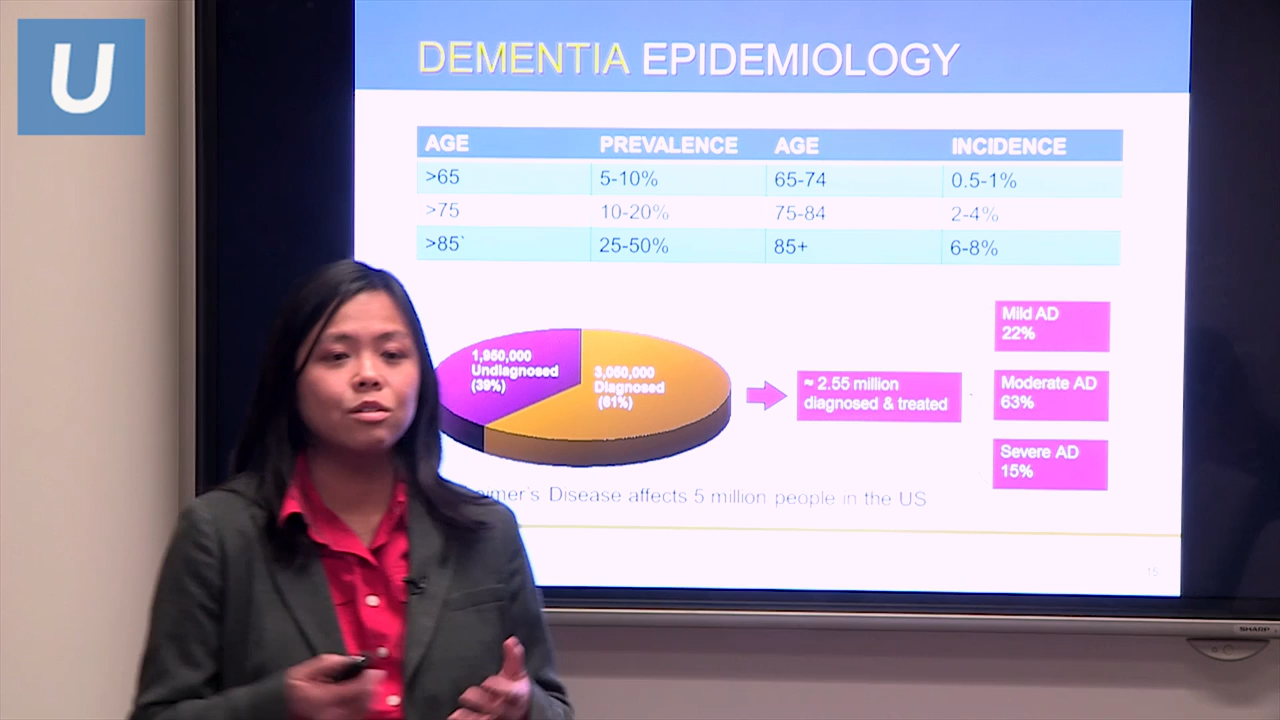 U
DEMENTIA EPIDEMIOLOGY
AGE PREVALENCE AGE INCIDENCE
>65 5-10% 65-74 0.5-1%
>75 10-20% 75-84 2-4%
>85` 25-50% 85+ 6-8%
1,950,000
Undiagnosed
(39%)
3,050,000
Diagnosed
(61%)
≈ 2.55 million
diagnosed & treated
Mild AD
22%
Moderate AD
63%
Severe AD
15%
Disease affects 5 million people in the US
15
SHARP